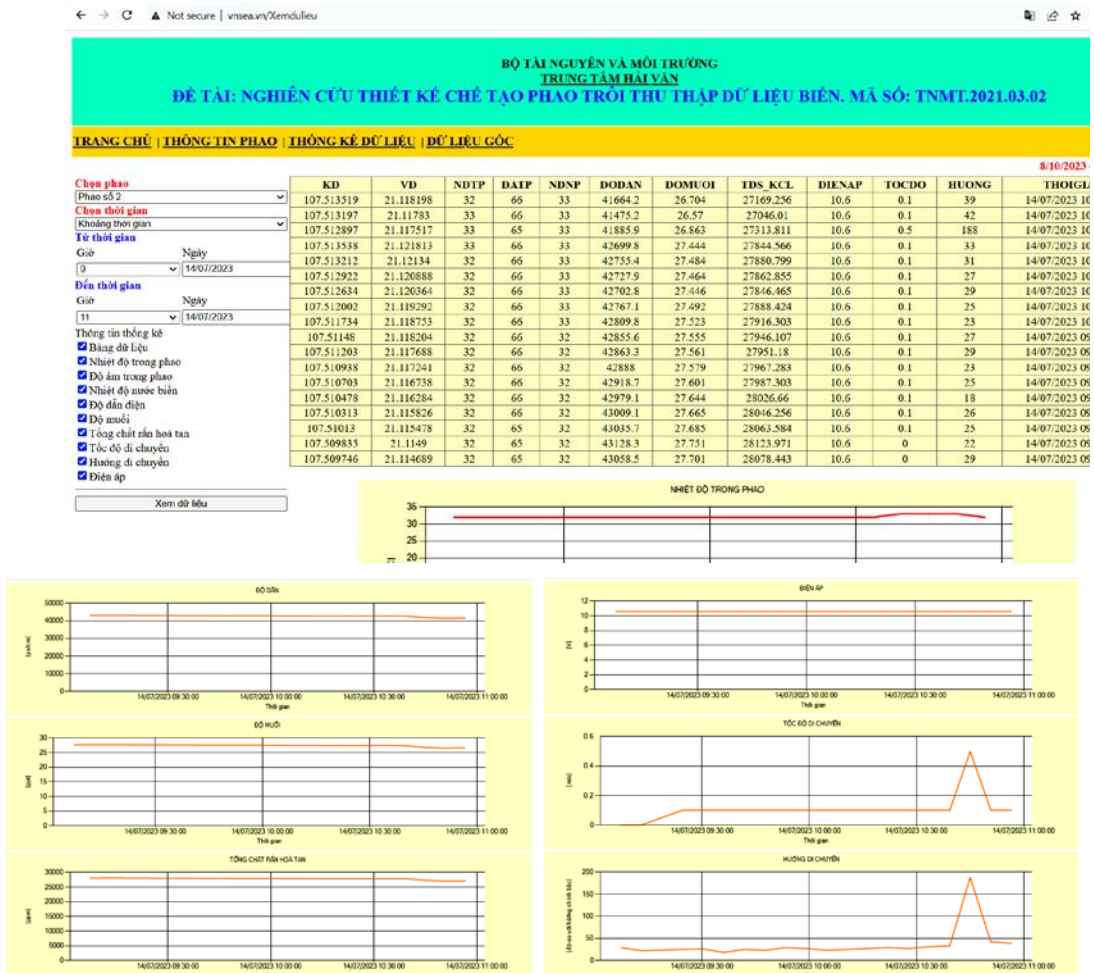 Not secure | vnsea.vn/Xemdulieu
BỘ TÀI NGUYÊN VÀ MÔI TRƯỜNG
TRUNG TÂM HẢI VĂN
ĐỀ TÀI: NGHIÊN CỨU THIẾT KẾ CHẾ TẠO PHAO TRÔI THU THẬP DỮ LIỆU BIỂN. MÃ SỐ: TNMT.2021.03.02
TRANG CHỦ | THÔNG TIN PHAO | THỐNG KÊ DỮ LIỆU | DỮ LIỆU GỐC
8/10/2023
Chọn phao
Phao số 2
Chọn thời gian
Khoảng thời gian
Từ thời gian
Giờ Ngày
9 14/07/2023
Đến thời gian
Giờ Ngày
11 14/07/2023
Thông tin thống kê
Bảng dữ liệu
Nhiệt độ trong phao
Độ ẩm trong phao
Nhiệt độ nước biển
Độ dẫn điện
Độ muối
Tổng chất rắn hoà tan
Tốc độ di chuyển
Hướng di chuyển
Điện áp
Xem dữ liệu
KD VD NDTP DATP NDNP DODAN DOMUOI TDS_KCL DIENAP TOCDO HUONG THOIGI
107.513519 21.118198 32 66 33 41664.2 26.704 27169.256 10.6 0.1 39 14/07/2023 10
107.513197 21.11783 33 66 33 41475.2 26.57 27046.01 10.6 0.1 42 14/07/2023 10
107.512897 21.117517 33 65 33 41885.9 26.863 27313.811 10.6 0.5 188 14/07/2023 10
107.513538 21.121813 33 66 33 42699.8 27.444 27844.566 10.6 0.1 33 14/07/2023 10
107.513212 21.12134 33 66 33 42755.4 27.484 27880.799 10.6 0.1 31 14/07/2023 10
107.512922 21.120888 32 66 33 42727.9 27.464 27862.855 10.6 0.1 27 14/07/2023 10
107.512634 21.120364 32 66 33 42702.8 27.446 27846.465 10.6 0.1 29 14/07/2023 10
107.512002 21.119292 32 66 33 42767.1 27.492 27888.424 10.6 0.1 25 14/07/2023 10
107.511734 21.118753 32 66 33 42809.8 27.523 27916.303 10.6 0.1 23 14/07/2023 10
107.51148 21.118204 32 66 32 42855.6 27.555 27946.107 10.6 0.1 27 14/07/2023 09
107.511203 21.117688 32 66 32 42863.3 27.561 27951.18 10.6 0.1 29 14/07/2023 09
107.510938 21.117241 32 66 32 42888 27.579 27967.283 10.6 0.1 23 14/07/2023 09
107.510703 21.116738 32 66 32 42918.7 27.601 27987.303 10.6 0.1 25 14/07/2023 09
107.510478 21.116284 32 66 32 42979.1 27.644 28026.66 10.6 0.1 18 14/07/2023 09
107.510313 21.115826 32 66 32 43009.1 27.665 28046.256 10.6 0.1 26 14/07/2023 09
107.51013 21.115478 32 65 32 43035.7 27.685 28063.584 10.6 0.1 25 14/07/2023 09
107.509835 21.1149 32 65 32 43128.3 27.751 28123.971 10.6 0 22 14/07/2023 09
107.509746 21.114689 32 65 32 43058.5 27.701 28078.443 10.6 0 29 14/07/2023 09
NHIỆT ĐỘ TRONG PHAO
35
30
25
20
ĐỘ DẪN
50000
40000
30000
20000
10000
0
[µs/cm]
14/07/2023 09:30:00 14/07/2023 10:00:00 14/07/2023 10:30:00 14/07/2023 11:00:00
Thời gian
ĐỘ MUỐI
30
25
20
15
10
5
0
14/07/2023 09:30:00 14/07/2023 10:00:00 14/07/2023 10:30:00 14/07/2023 11:00:00
Thời gian
TỔNG CHẤT RẮN HOÀ TAN
30000
25000
20000
15000
10000
5000
0
[ppm]
14/07/2023 09:30:00 14/07/2023 10:00:00 14/07/2023 10:30:00 14/07/2023 11:00:00
ĐIỆN ÁP
12
10
8
6
4
2
0
[V]
14/07/2023 09:30:00 14/07/2023 10:00:00 14/07/2023 10:30:00 14/07/2023 11:00:00
Thời gian
TỐC ĐỘ DI CHUYỂN
0.6
0.4
0.2
0
[m/s]
14/07/2023 09:30:00 14/07/2023 10:00:00 14/07/2023 10:30:00 14/07/2023 11:00:00
Thời gian
HƯỚNG DI CHUYỂN
200
150
100
50
0
[độ so với hướng chính bắc]
14/07/2023 09:30:00 14/07/2023 10:00:00 14/07/2023 10:30:00 14/07/2023 11:00:00